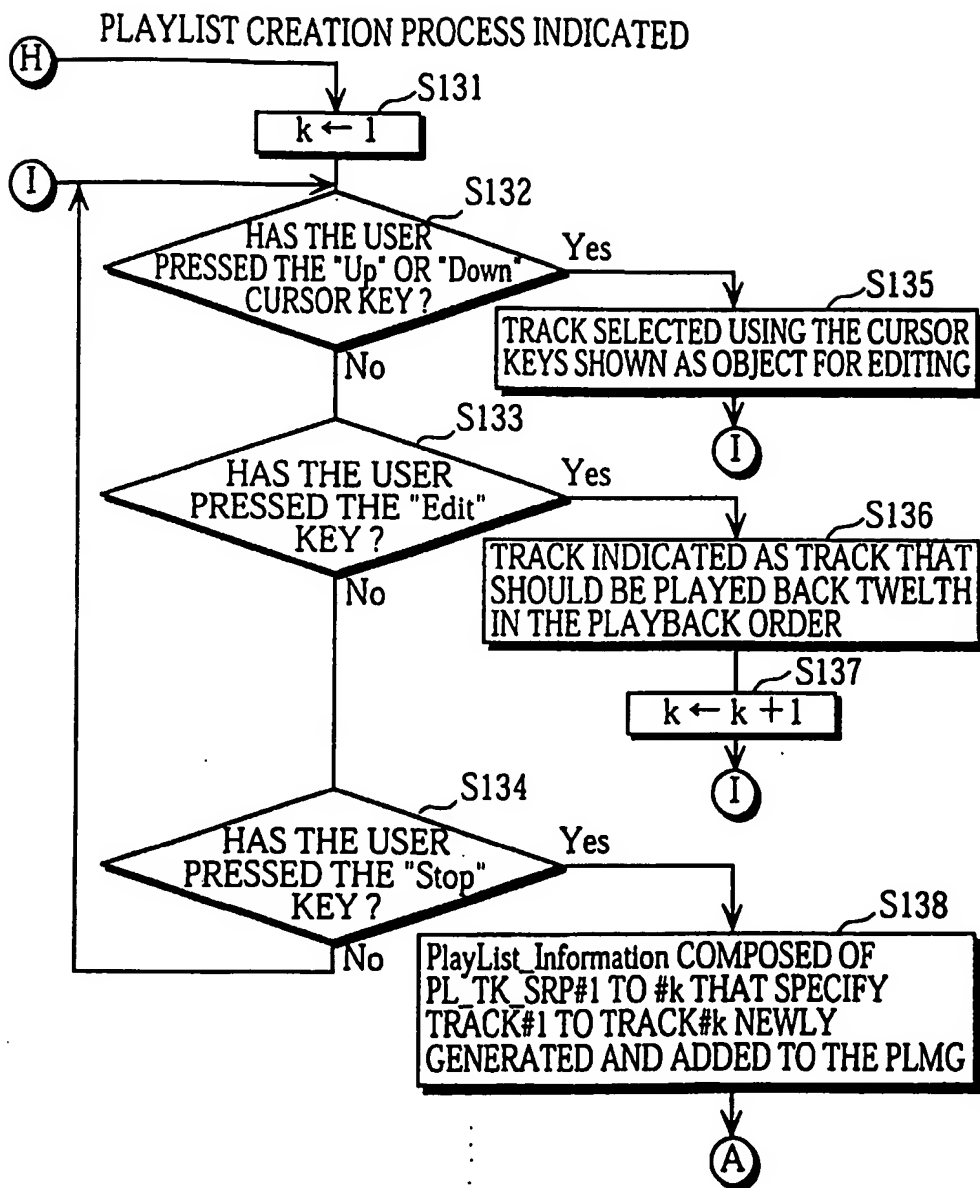 PLAYLIST CREATION PROCESS INDICATED
H
S131
k ← 1
I
S132
HAS THE USER
PRESSED THE "Up" OR "Down"
CURSOR KEY ?
Yes
No
S135
TRACK SELECTED USING THE CURSOR
KEYS SHOWN AS OBJECT FOR EDITING
I
S133
HAS THE USER
PRESSED THE "Edit"
KEY ?
Yes
No
S136
TRACK INDICATED AS TRACK THAT
SHOULD BE PLAYED BACK TWELTH
IN THE PLAYBACK ORDER
S137
k ← k +1
I
S134
HAS THE USER
PRESSED THE "Stop"
KEY ?
Yes
No
S138
PlayList_Information COMPOSED OF
PL_TK_SRP#1 TO #k THAT SPECIFY
TRACK#1 TO TRACK#k NEWLY
GENERATED AND ADDED TO THE PLMG
A